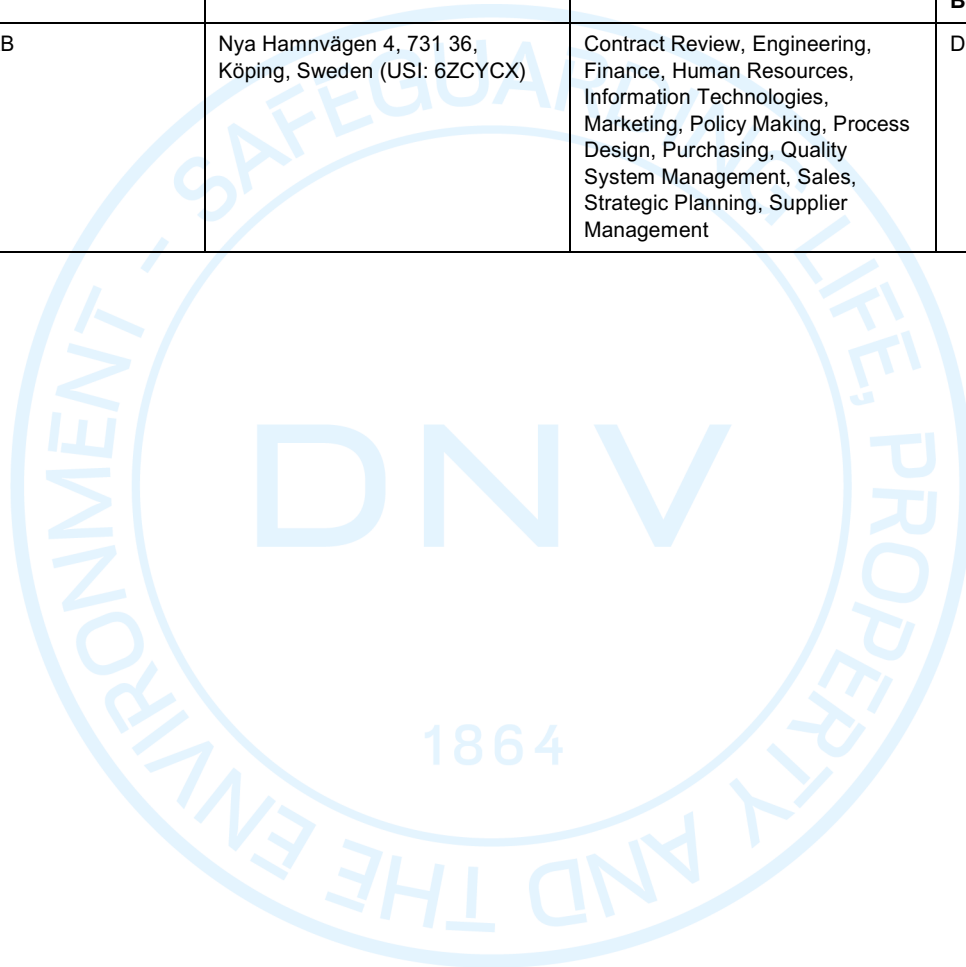 B
B
Nya Hamnvägen 4, 731 36,
Köping, Sweden (USI: 6ZCYCX)
Contract Review, Engineering,
Finance, Human Resources,
Information Technologies,
Marketing, Policy Making, Process
Design, Purchasing, Quality
System Management, Sales,
Strategic Planning, Supplier
Management
D
SAFEGUARDING LIFE, PROPERTY AND THE ENVIRONMENT -
DNV
1864